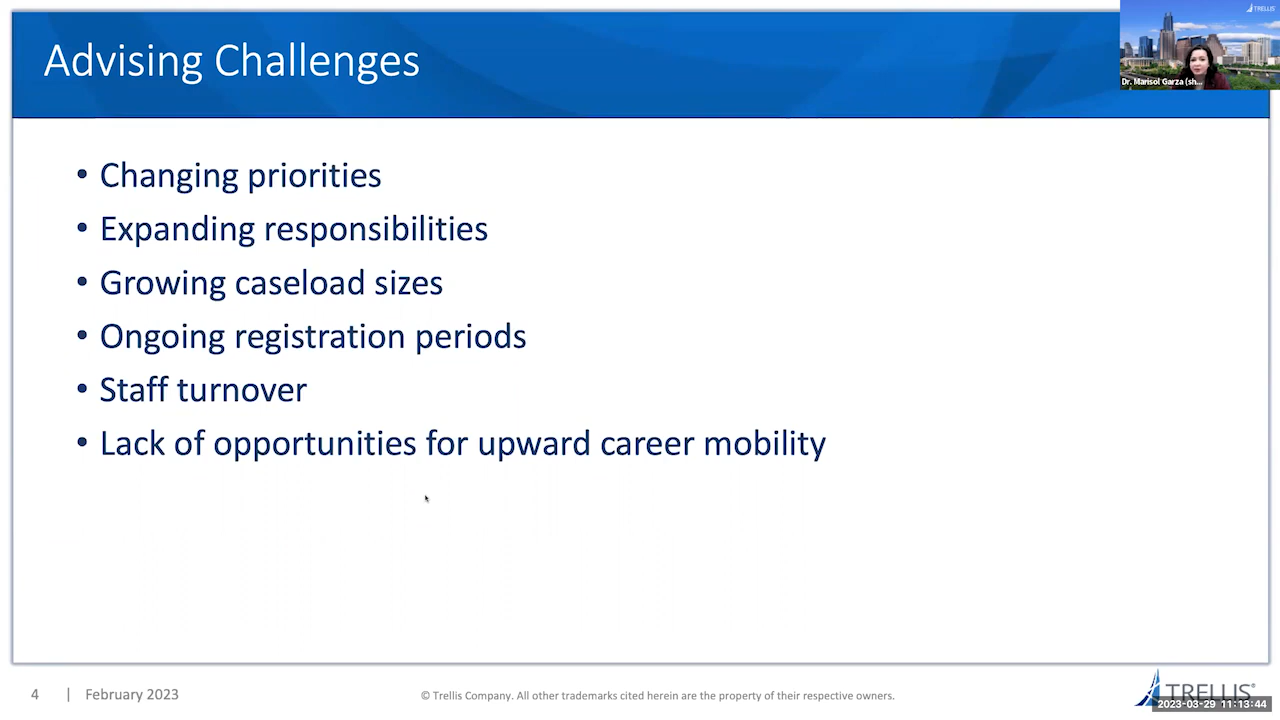 Advising Challenges
TRELLIS
Dr. Marisol Garza (sh...
• Changing priorities
• Expanding responsibilities
• Growing caseload sizes
• Ongoing registration periods
• Staff turnover
• Lack of opportunities for upward career mobility
4 | February 2023
© Trellis Company. All other trademarks cited herein are the property of their respective owners.
TRELLIS®
2023-03-29 11:13:44